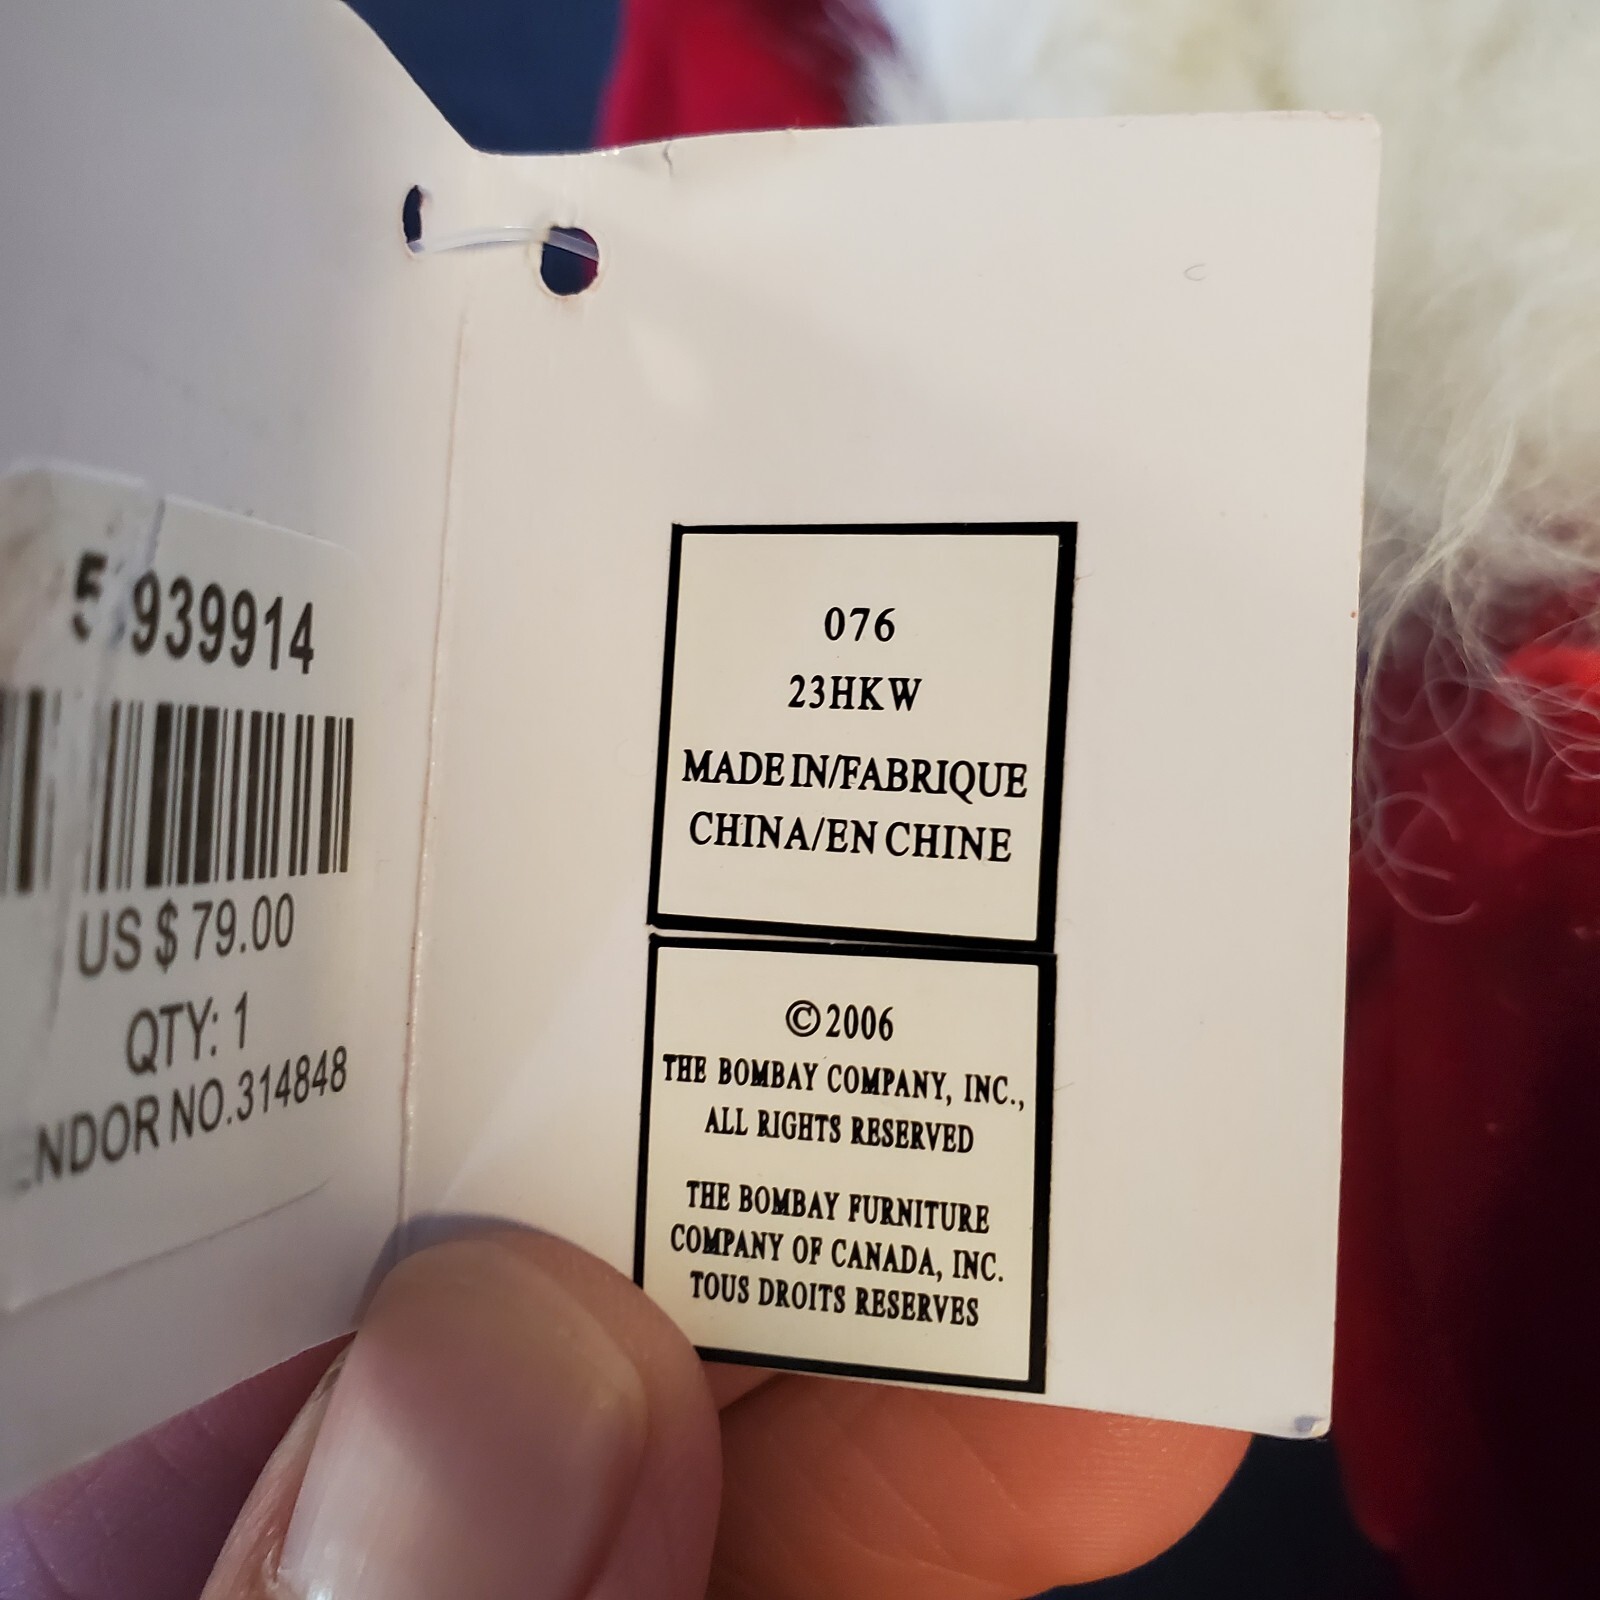 939914
US $ 79.00
QTY: 1
NO.314848
076
23HKW
MADE IN/FABRIQUE
CHINA/EN CHINE
©2006
THE BOMBAY COMPANY, INC.,
ALL RIGHTS RESERVED
THE BOMBAY FURNITURE
COMPANY OF CANADA, INC.
TOUS DROITS RESERVES